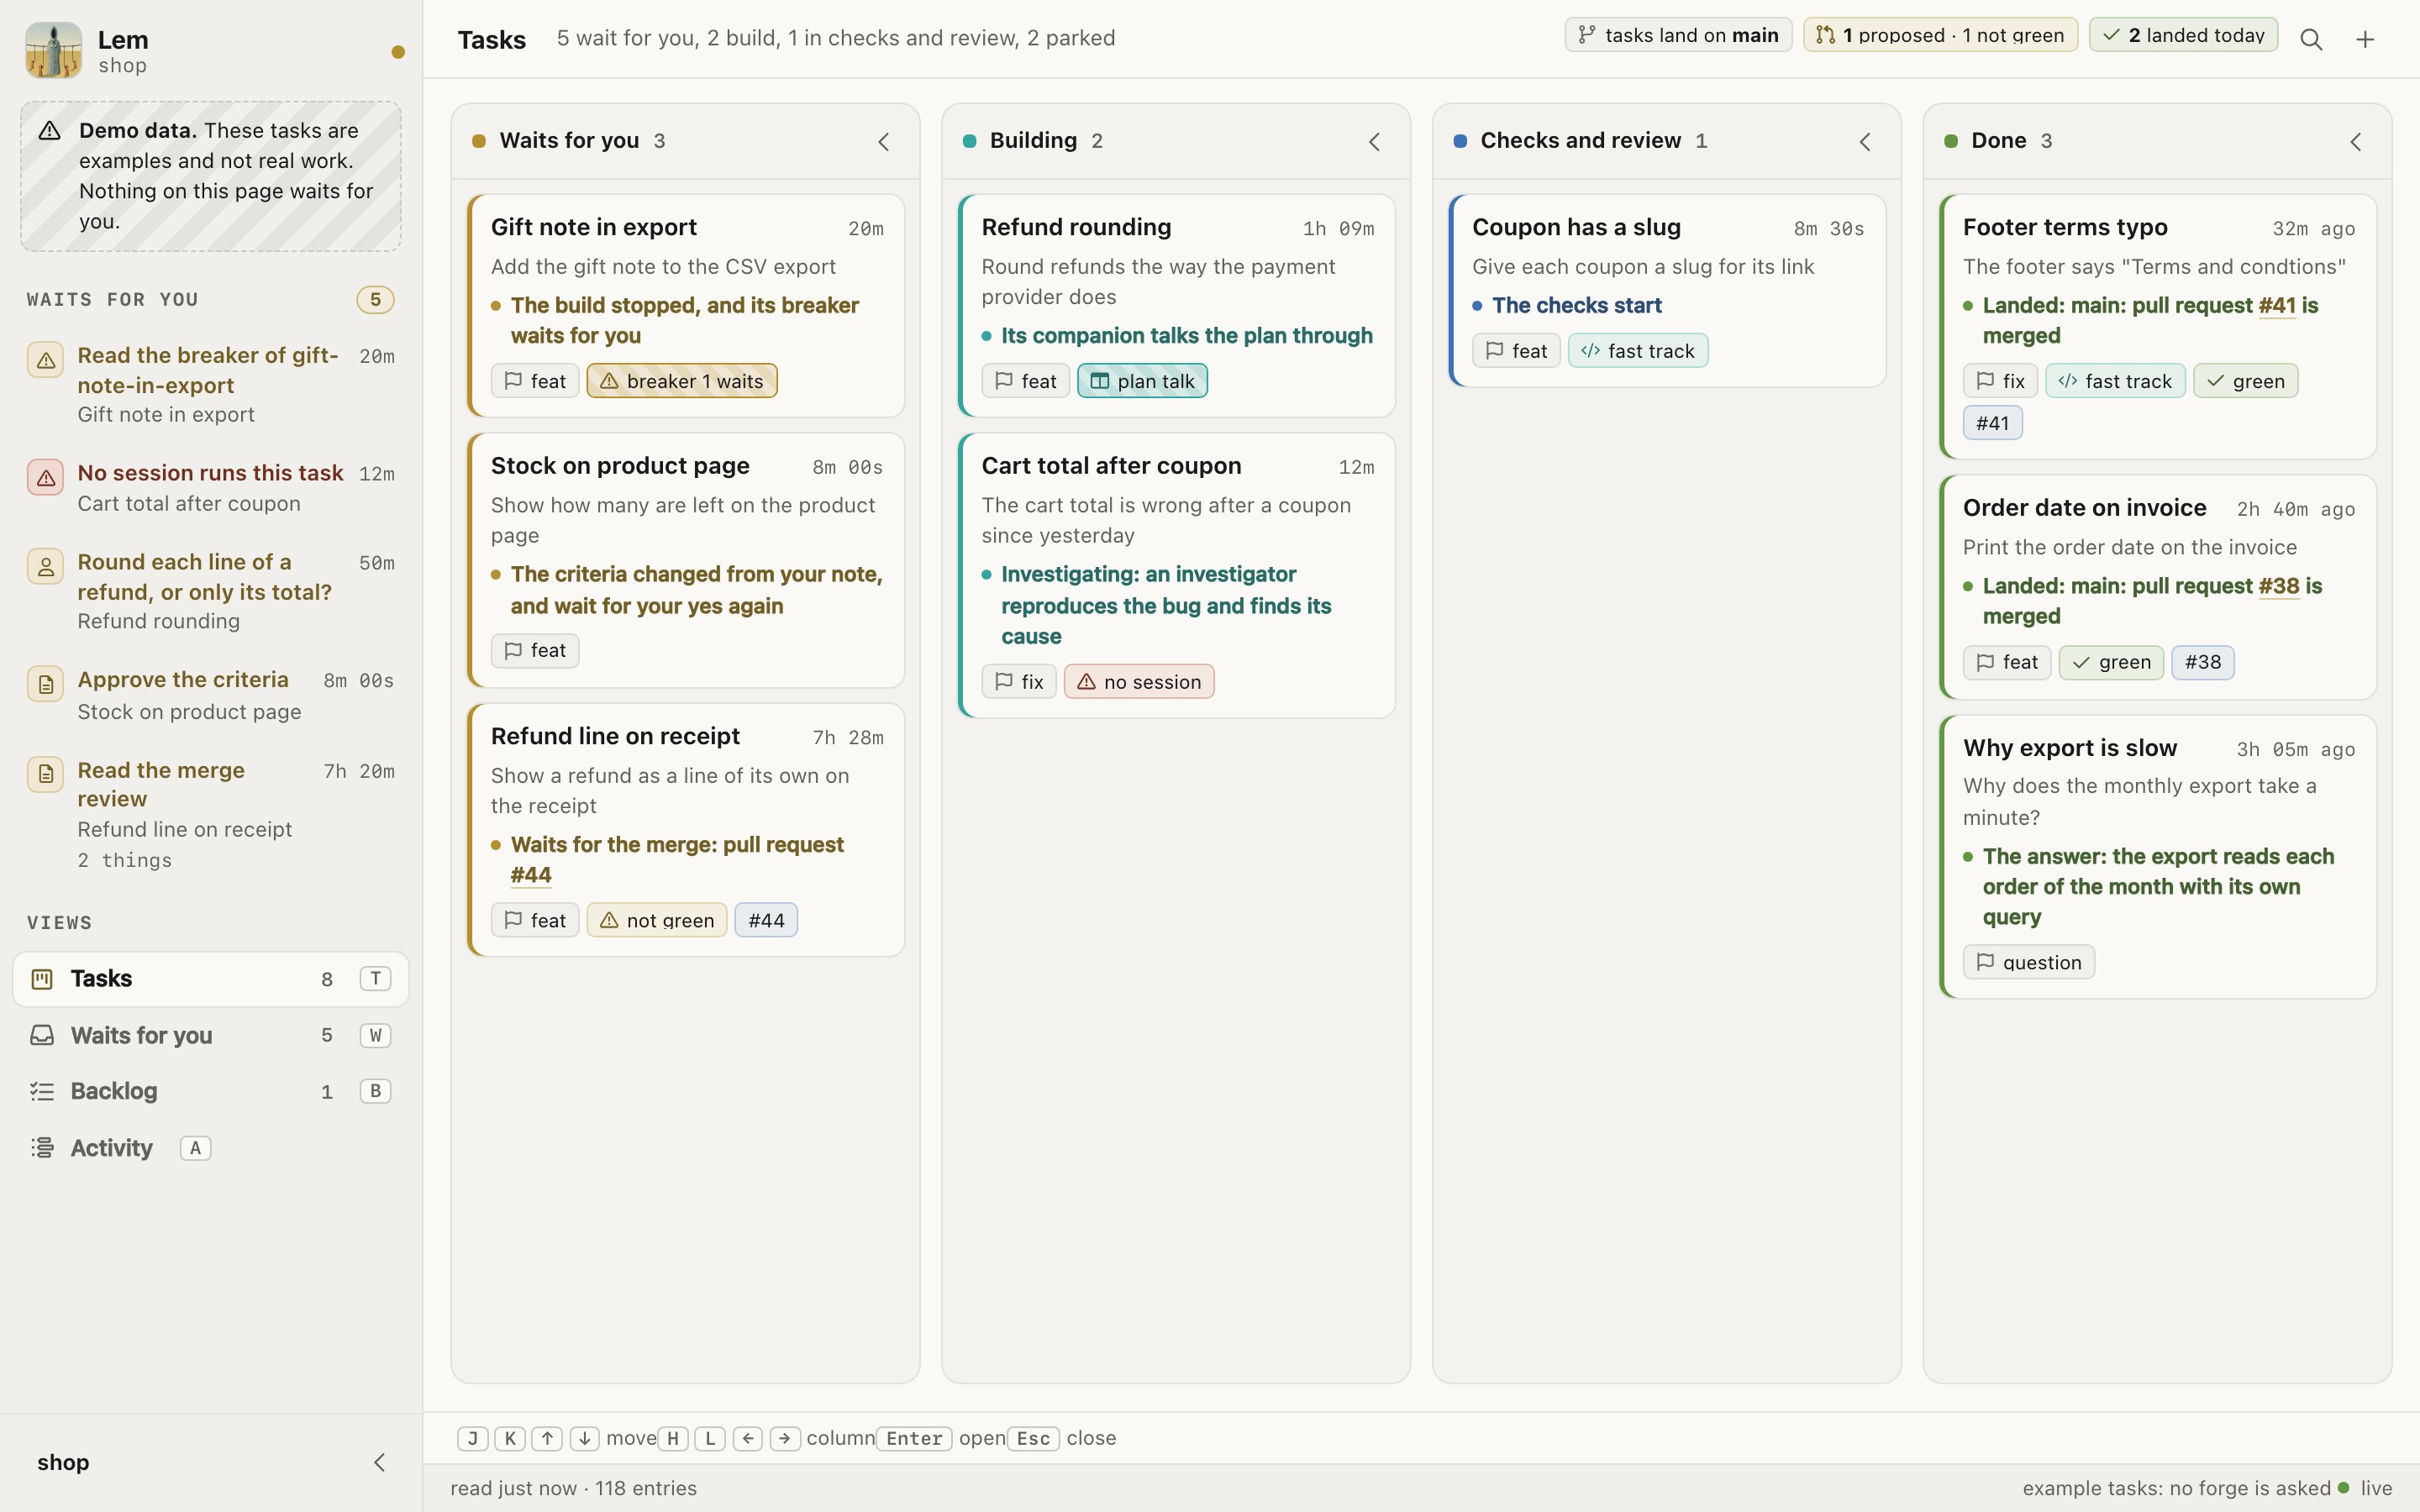 Lem
shop
Demo data. These tasks are
examples and not real work.
Nothing on this page waits for
you.
WAITS FOR YOU 5
Read the breaker of gift- 20m
note-in-export
Gift note in export
No session runs this task 12m
Cart total after coupon
Round each line of a 50m
refund, or only its total?
Refund rounding
Approve the criteria 8m 00s
Stock on product page
Read the merge 7h 20m
review
Refund line on receipt
2 things
VIEWS
Tasks 8 T
Waits for you 5 W
Backlog 1 B
Activity A
shop
Tasks 5 wait for you, 2 build, 1 in checks and review, 2 parked
tasks land on main
1 proposed · 1 not green
2 landed today
Waits for you 3
Gift note in export 20m
Add the gift note to the CSV export
The build stopped, and its breaker
waits for you
feat breaker 1 waits
Stock on product page 8m 00s
Show how many are left on the product
page
The criteria changed from your note,
and wait for your yes again
feat
Refund line on receipt 7h 28m
Show a refund as a line of its own on
the receipt
Waits for the merge: pull request
#44
feat not green #44
Building 2
Refund rounding 1h 09m
Round refunds the way the payment
provider does
Its companion talks the plan through
feat plan talk
Cart total after coupon 12m
The cart total is wrong after a coupon
since yesterday
Investigating: an investigator
reproduces the bug and finds its
cause
fix no session
Checks and review 1
Coupon has a slug 8m 30s
Give each coupon a slug for its link
The checks start
feat fast track
Done 3
Footer terms typo 32m ago
The footer says "Terms and condtions"
Landed: main: pull request #41 is
merged
fix fast track green
#41
Order date on invoice 2h 40m ago
Print the order date on the invoice
Landed: main: pull request #38 is
merged
feat green #38
Why export is slow 3h 05m ago
Why does the monthly export take a
minute?
The answer: the export reads each
order of the month with its own
query
question
J K ↑ ↓ move H L ← → column Enter open Esc close
read just now · 118 entries
example tasks: no forge is asked live